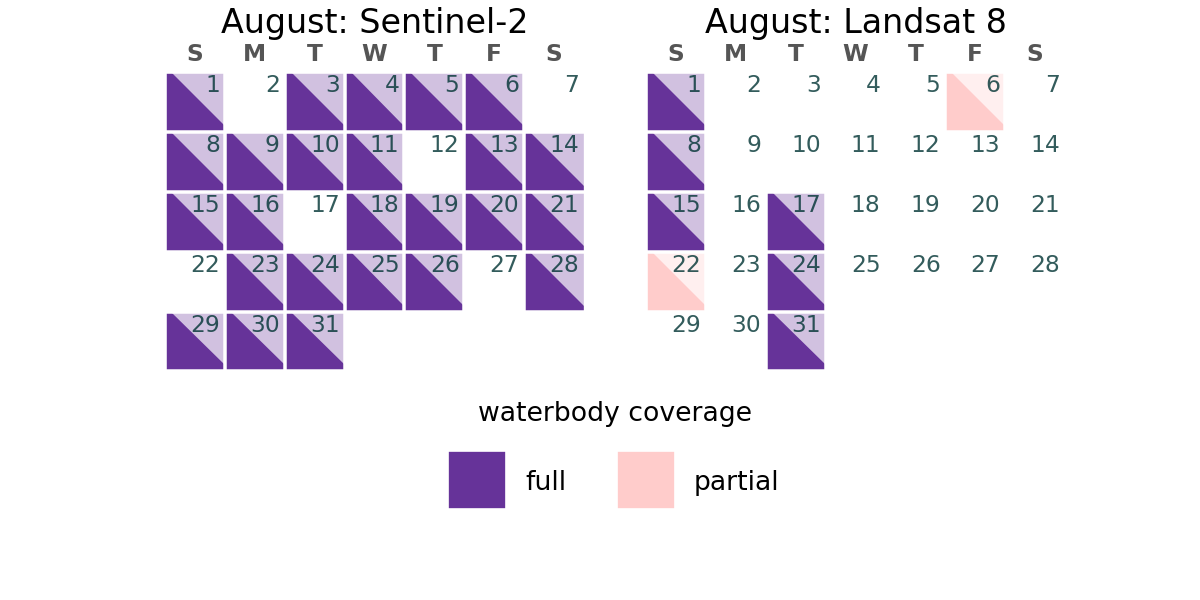 August: Sentinel-2
S M T W T F S
1 2 3 4 5 6 7
8 9 10 11 12 13 14
15 16 17 18 19 20 21
22 23 24 25 26 27 28
29 30 31
August: Landsat 8
S M T W T F S
1 2 3 4 5 6 7
8 9 10 11 12 13 14
15 16 17 18 19 20 21
22 23 24 25 26 27 28
29 30 31
waterbody coverage
full partial